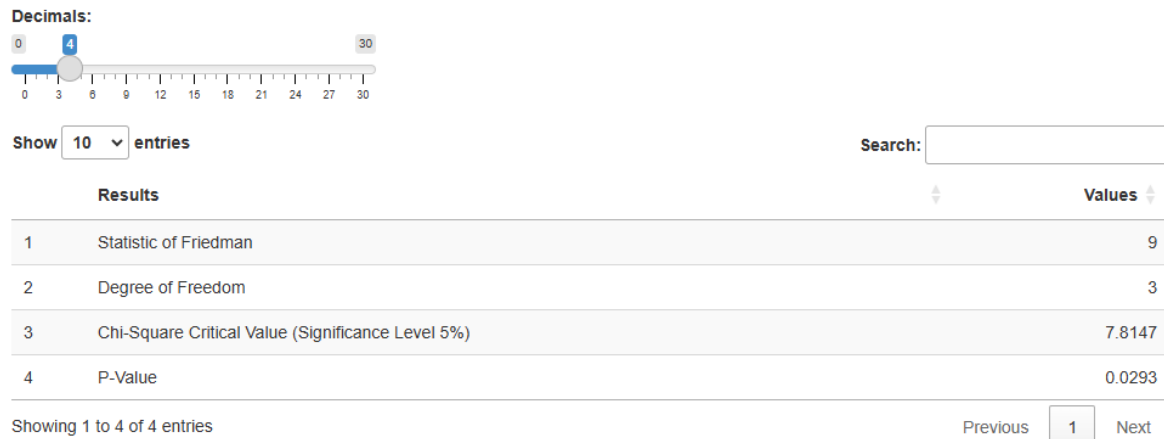 Decimals:
0 4 30
0 3 6 9 12 15 18 21 24 27 30
Show 10 entries Search:
Results Values
1 Statistic of Friedman 9
2 Degree of Freedom 3
3 Chi-Square Critical Value (Significance Level 5%) 7.8147
4 P-Value 0.0293
Showing 1 to 4 of 4 entries Previous 1 Next